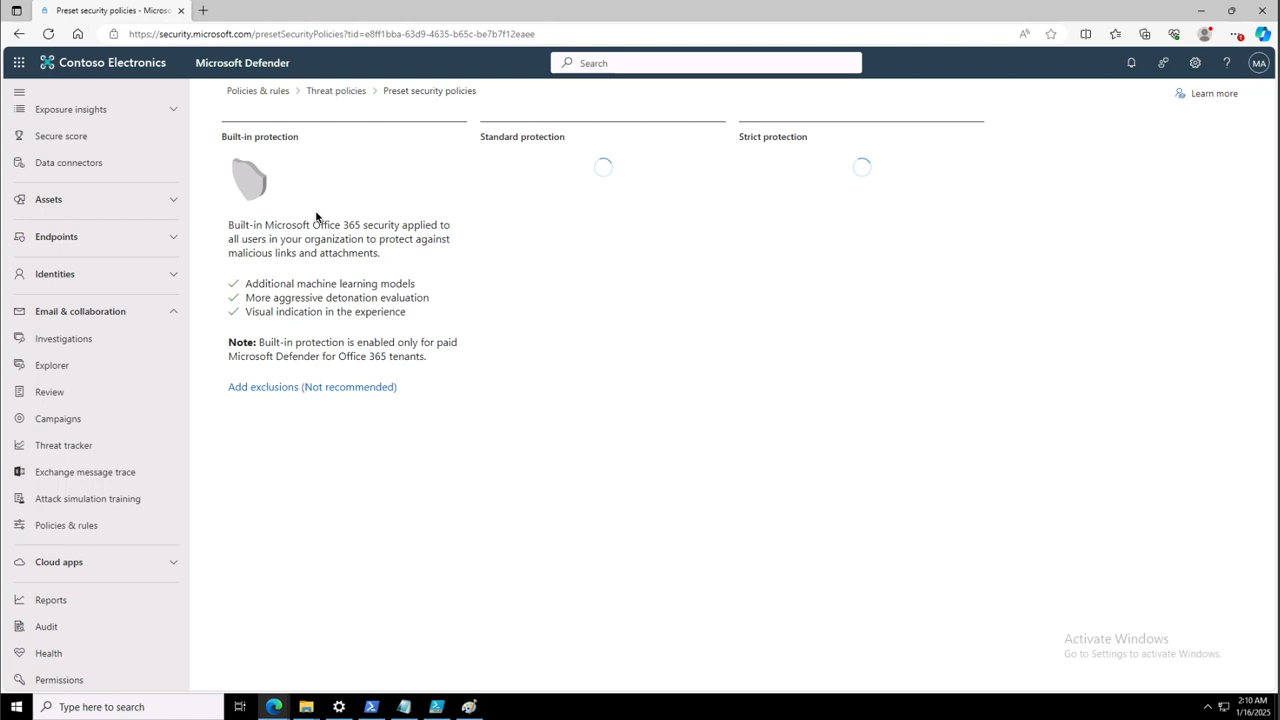 Preset security policies - Micros
https://security.microsoft.com/presetSecurityPolicies?tid=e8ff1bba-63d9-4635-b65c-be7b7f12eaee
Contoso Electronics
Microsoft Defender
Search
MA
Policies & rules > Threat policies > Preset security policies
Learn more
Exposure insights
Secure score
Data connectors
Assets
Endpoints
Identities
Email & collaboration
Investigations
Explorer
Review
Campaigns
Threat tracker
Exchange message trace
Attack simulation training
Policies & rules
Cloud apps
Reports
Audit
Health
Permissions
Built-in protection
Built-in Microsoft Office 365 security applied to
all users in your organization to protect against
malicious links and attachments.
Additional machine learning models
More aggressive detonation evaluation
Visual indication in the experience
Note: Built-in protection is enabled only for paid
Microsoft Defender for Office 365 tenants.
Add exclusions (Not recommended)
Standard protection
Strict protection
Activate Windows
Go to Settings to activate Windows.
Type here to search
2:10 AM
1/16/2025